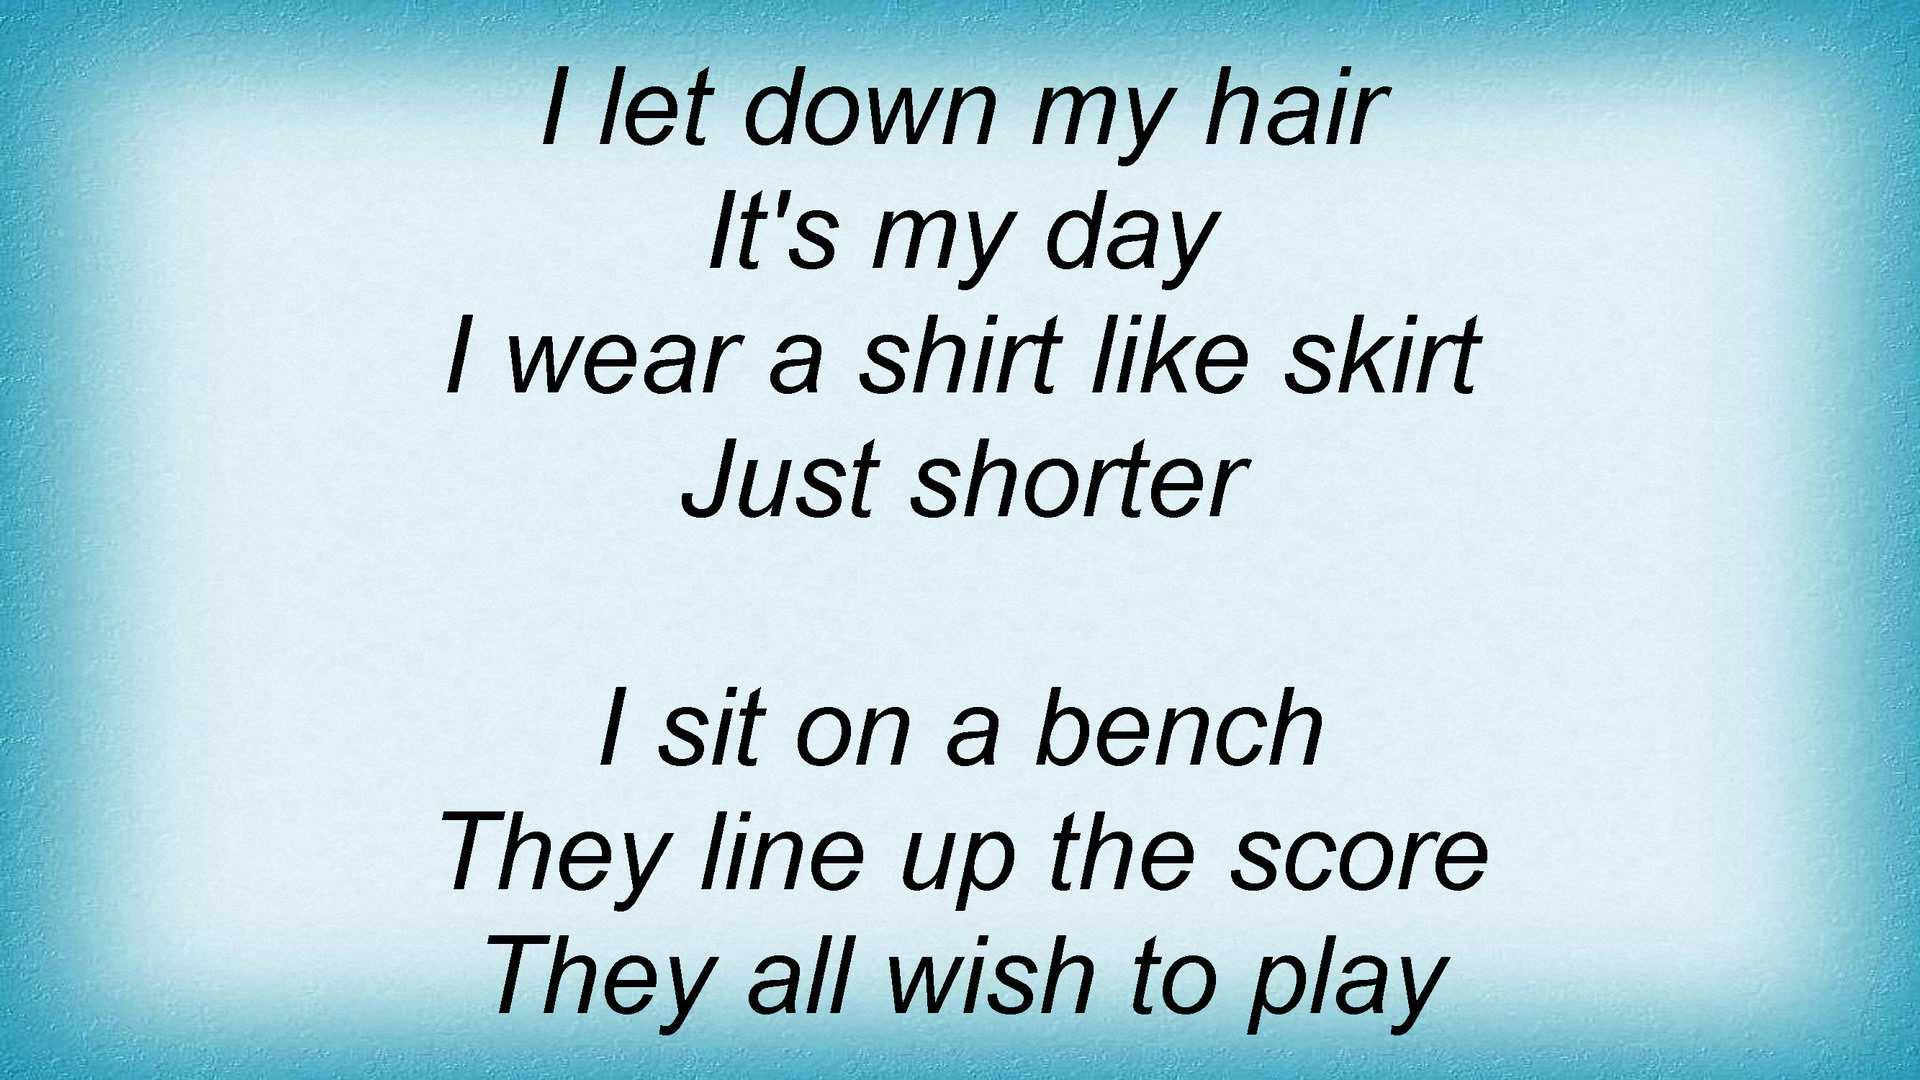 I let down my hair
It's my day
I wear a shirt like skirt
Just shorter
I sit on a bench
They line up the score
They all wish to play